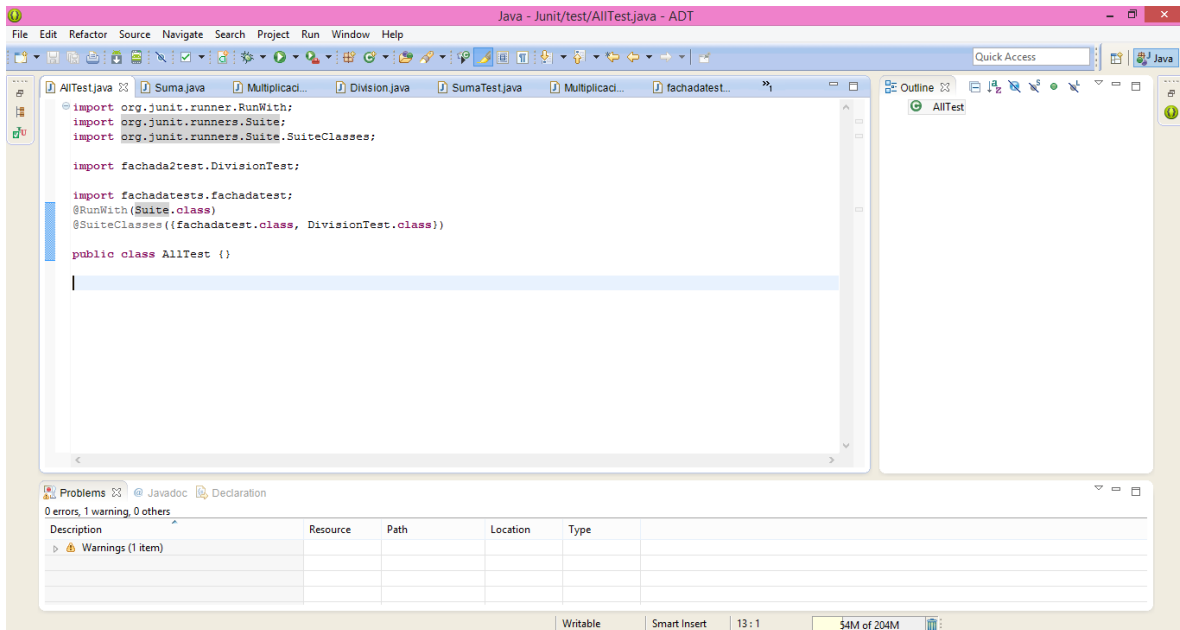 Java - Junit/test/AllTest.java - ADT
File Edit Refactor Source Navigate Search Project Run Window Help
Quick Access
Java
AllTest.java Suma.java Multiplicaci... Division.java SumaTest.java Multiplicaci... fachadatest... »1
Outline
AllTest
import org.junit.runner.RunWith;
import org.junit.runners.Suite;
import org.junit.runners.Suite.SuiteClasses;
import fachada2test.DivisionTest;
import fachadatests.fachadatest;
@RunWith(Suite.class)
@SuiteClasses({fachadatest.class, DivisionTest.class})
public class AllTest {}
Problems @ Javadoc Declaration
0 errors, 1 warning, 0 others
Description Resource Path Location Type
Warnings (1 item)
Writable Smart Insert 13 : 1 54M of 204M